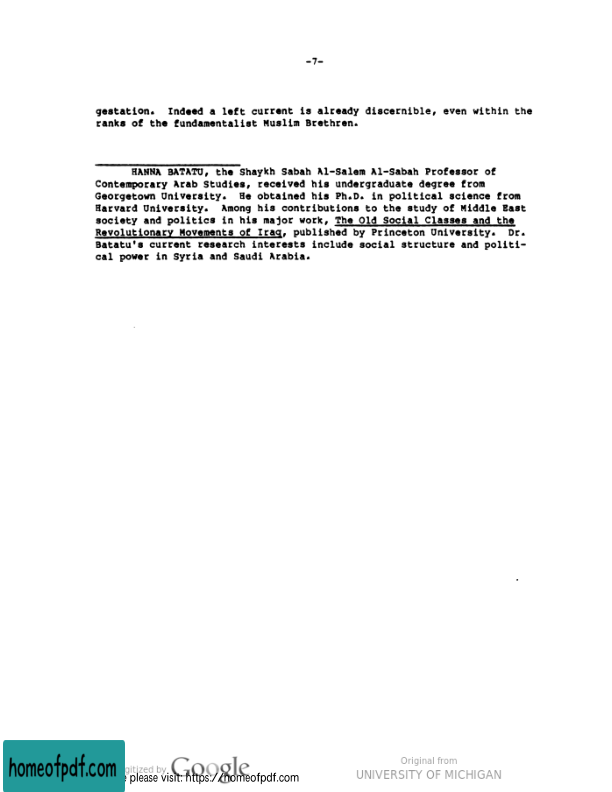 -7-
gestation. Indeed a left current is already discernible, even within the
ranks of the fundamentalist Muslim Brethren.
HANNA BATATU, the Shaykh Sabah Al-Salem Al-Sabah Professor of
Contemporary Arab Studies, received his undergraduate degree from
Georgetown University. He obtained his Ph.D. in political science from
Harvard University. Among his contributions to the study of Middle East
society and politics in his major work, The Old Social Classes and the
Revolutionary Movements of Iraq, published by Princeton University. Dr.
Batatu's current research interests include social structure and politi-
cal power in Syria and Saudi Arabia.
homeofpdf.com
gitized by Google
please visit: https://homeofpdf.com
Original from
UNIVERSITY OF MICHIGAN